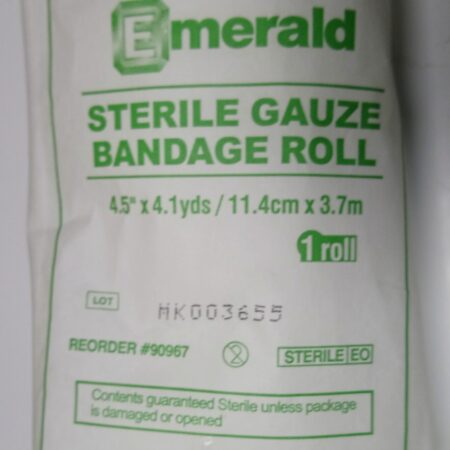 Emerald
STERILE GAUZE
BANDAGE ROLL
4.5" x 4.1yds / 11.4cm x 3.7m
1 roll
LOT MK003655
REORDER #90967 2 STERILE EO
Contents guaranteed Sterile unless package
is damaged or opened